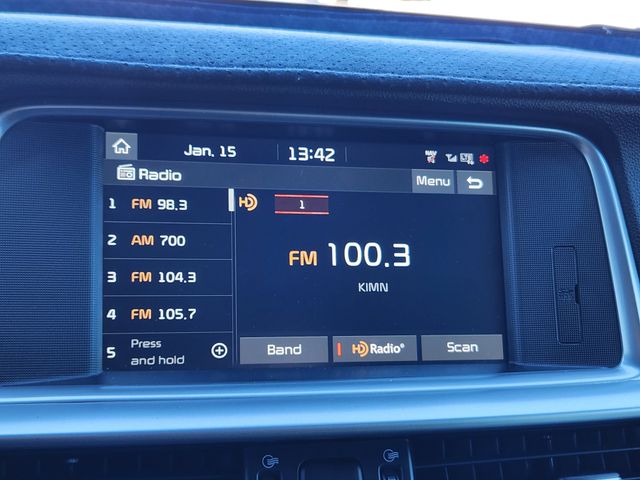 Jan. 15 13:42 NAV
Radio Menu
1 FM 98.3
HD 1
2 AM 700
FM 100.3
3 FM 104.3
KIMN
4 FM 105.7
5 Press and hold
Band HD Radio® Scan